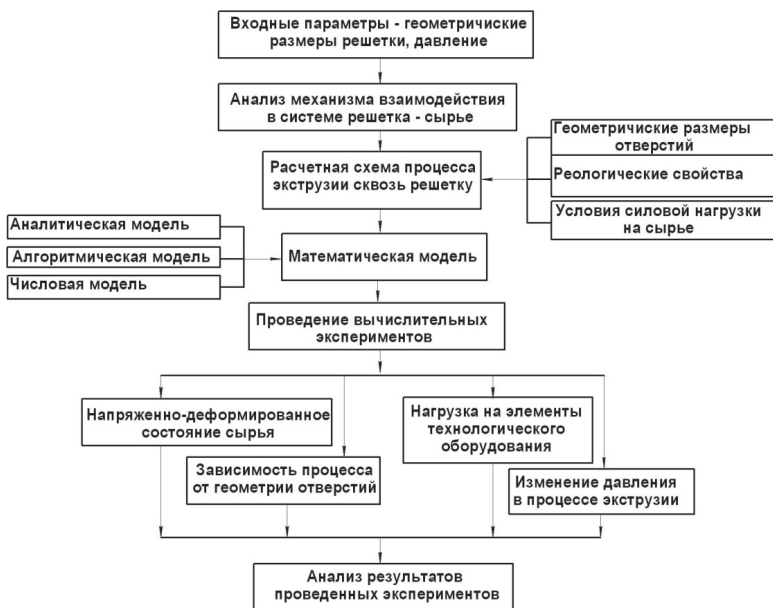 Входные параметры - геометричиские
размеры решетки, давление
Анализ механизма взаимодействия
в системе решетка - сырье
Геометричиские размеры
отверстий
Расчетная схема процесса
экструзии сквозь решетку
Реологические свойства
Условия силовой нагрузки
на сырье
Аналитическая модель
Алгоритмическая модель
Числовая модель
Математическая модель
Проведение вычислительных
экспериментов
Напряженно-деформированное
состояние сырья
Нагрузка на элементы
технологического
оборудования
Зависимость процесса
от геометрии отверстий
Изменение давления
в процессе экструзии
Анализ результатов
проведенных экспериментов